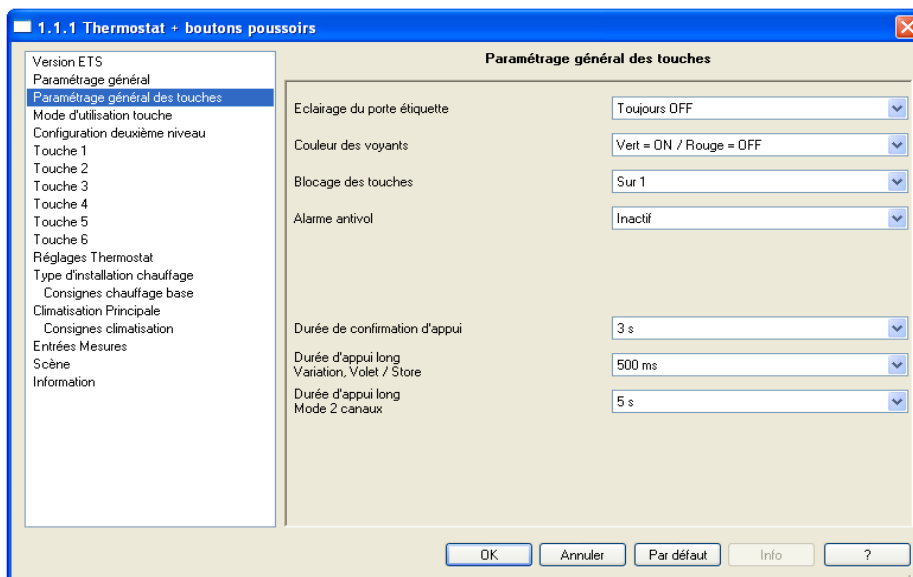 1.1.1 Thermostat + boutons poussoirs
Version ETS
Paramétrage général
Paramétrage général des touches
Mode d'utilisation touche
Configuration deuxième niveau
Touche 1
Touche 2
Touche 3
Touche 4
Touche 5
Touche 6
Réglages Thermostat
Type d'installation chauffage
Consignes chauffage base
Climatisation Principale
Consignes climatisation
Entrées Mesures
Scène
Information
Paramétrage général des touches
Eclairage du porte étiquette Toujours OFF
Couleur des voyants Vert = ON / Rouge = OFF
Blocage des touches Sur 1
Alarme antivol Inactif
Durée de confirmation d'appui 3 s
Durée d'appui long
Variation, Volet / Store 500 ms
Durée d'appui long
Mode 2 canaux 5 s
OK Annuler Par défaut Info ?